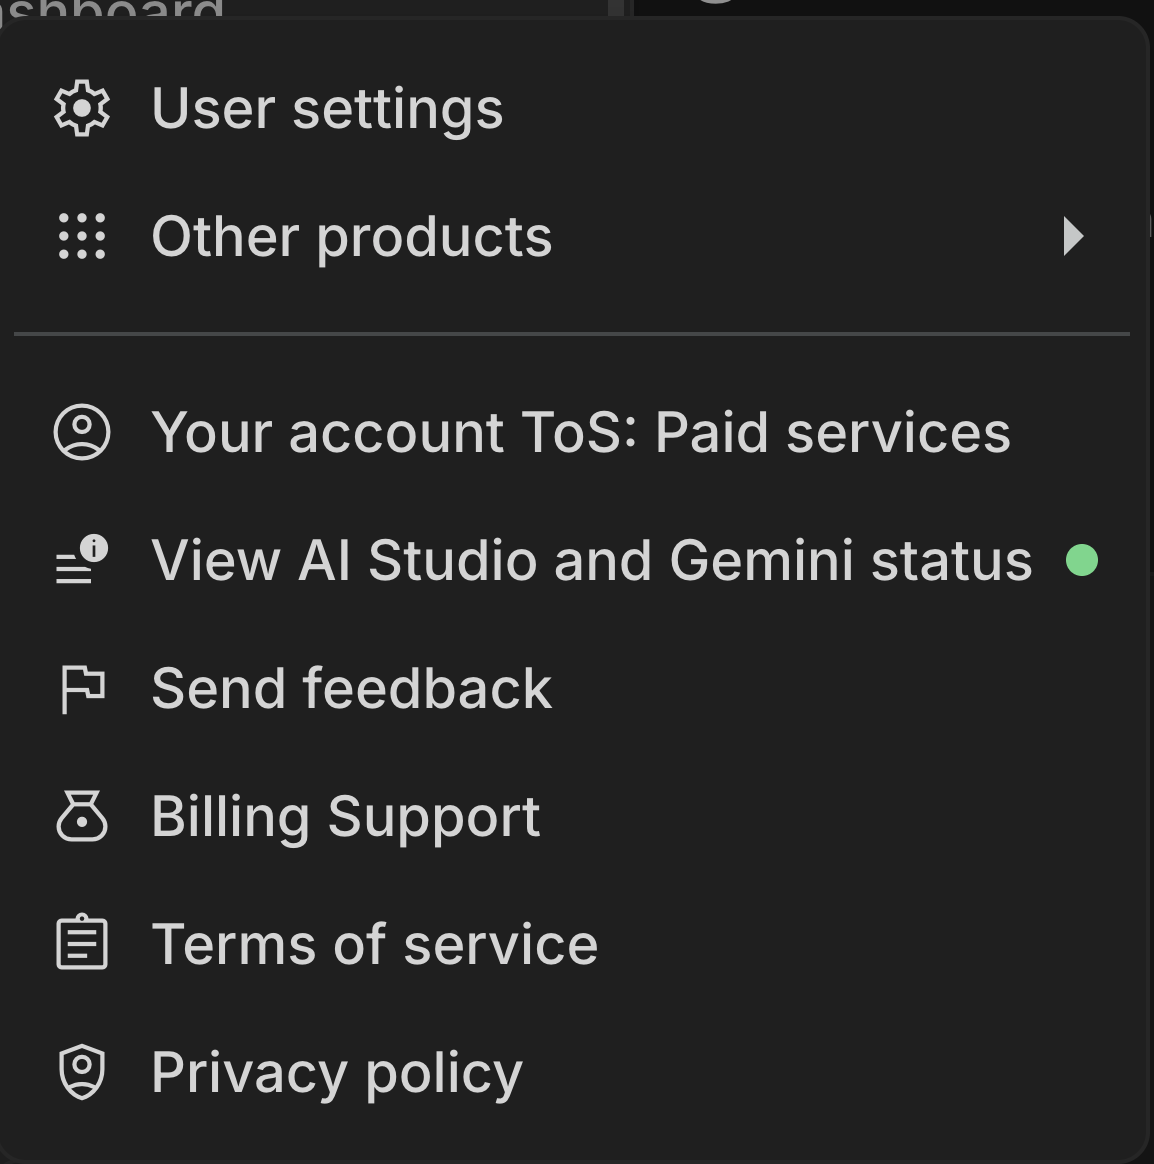 User settings
Other products
Your account ToS: Paid services
View AI Studio and Gemini status
Send feedback
Billing Support
Terms of service
Privacy policy